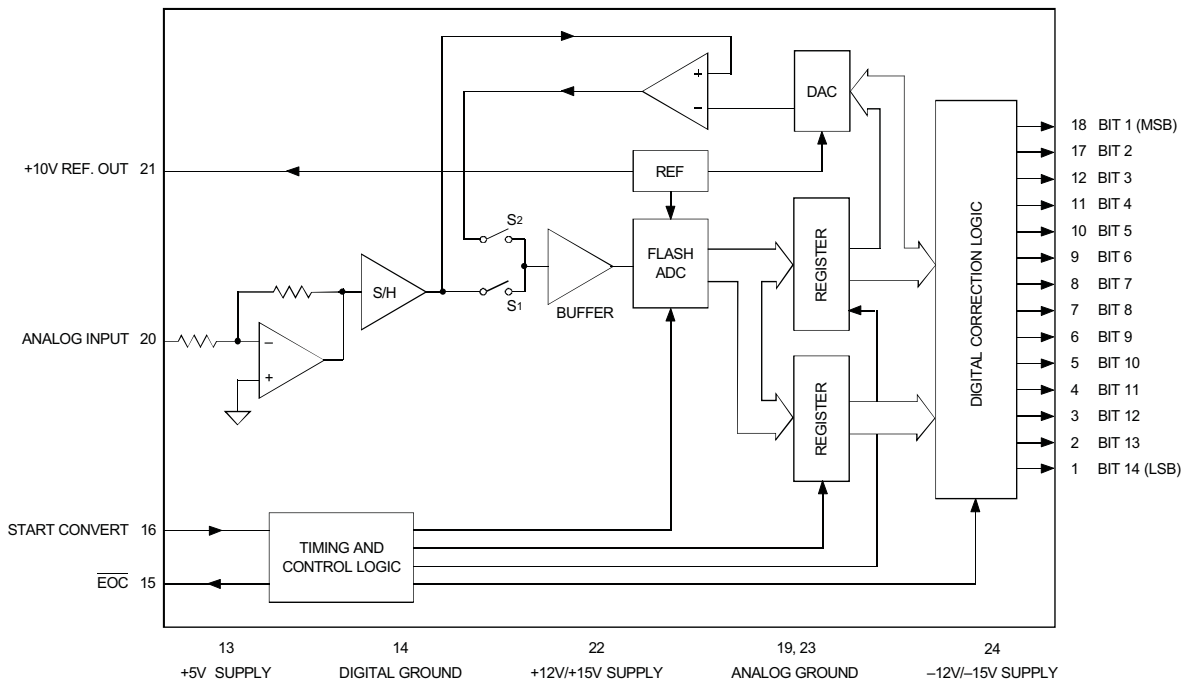 +
–
DAC
18 BIT 1 (MSB)
17 BIT 2
12 BIT 3
11 BIT 4
10 BIT 5
9 BIT 6
8 BIT 7
7 BIT 8
6 BIT 9
5 BIT 10
4 BIT 11
3 BIT 12
2 BIT 13
1 BIT 14 (LSB)
+10V REF. OUT 21
REF
S2
S1
S/H
BUFFER
FLASH
ADC
REGISTER
REGISTER
DIGITAL CORRECTION LOGIC
ANALOG INPUT 20
–
+
START CONVERT 16
EOC 15
TIMING AND
CONTROL LOGIC
13
+5V SUPPLY
14
DIGITAL GROUND
22
+12V/+15V SUPPLY
19, 23
ANALOG GROUND
24
–12V/–15V SUPPLY